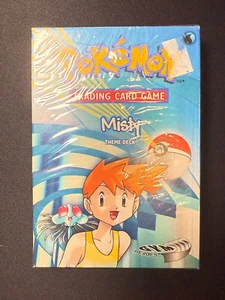 POKéMON
TRADING CARD GAME
Misty
THEME DECK